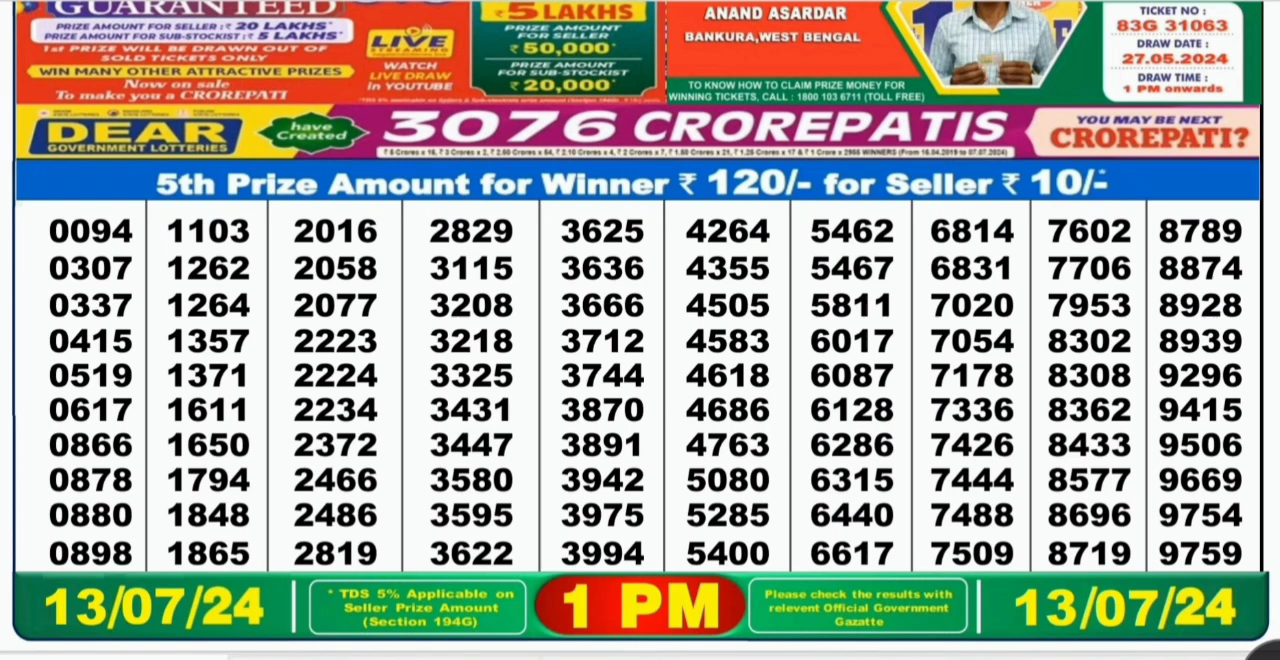 GUARANTEED
PRIZE AMOUNT FOR SELLER : ₹ 20 LAKHS*
PRIZE AMOUNT FOR SUB-STOCKIST : ₹ 5 LAKHS*
1st PRIZE WILL BE DRAWN OUT OF
SOLD TICKETS ONLY
WIN MANY OTHER ATTRACTIVE PRIZES
Now on sale
To make you a CROREPATI
LIVE
STREAMING
WATCH
LIVE DRAW
in YOUTUBE
₹5 LAKHS
PRIZE AMOUNT
FOR SELLER
₹ 50,000*
PRIZE AMOUNT
FOR SUB-STOCKIST
₹ 20,000*
ANAND ASARDAR
BANKURA,WEST BENGAL
TO KNOW HOW TO CLAIM PRIZE MONEY FOR
WINNING TICKETS, CALL : 1800 103 6711 (TOLL FREE)
TICKET NO :
83G 31063
DRAW DATE :
27.05.2024
DRAW TIME :
1 PM onwards
DEAR
GOVERNMENT LOTTERIES
have
Created
3076 CROREPATIS
YOU MAY BE NEXT
CROREPATI?
5th Prize Amount for Winner ₹ 120/- for Seller ₹ 10/-*
0094 1103 2016 2829 3625 4264 5462 6814 7602 8789
0307 1262 2058 3115 3636 4355 5467 6831 7706 8874
0337 1264 2077 3208 3666 4505 5811 7020 7953 8928
0415 1357 2223 3218 3712 4583 6017 7054 8302 8939
0519 1371 2224 3325 3744 4618 6087 7178 8308 9296
0617 1611 2234 3431 3870 4686 6128 7336 8362 9415
0866 1650 2372 3447 3891 4763 6286 7426 8433 9506
0878 1794 2466 3580 3942 5080 6315 7444 8577 9669
0880 1848 2486 3595 3975 5285 6440 7488 8696 9754
0898 1865 2819 3622 3994 5400 6617 7509 8719 9759
13/07/24
* TDS 5% Applicable on
Seller Prize Amount
(Section 194G)
1 PM
Please check the results with
relevent Official Government
Gazatte
13/07/24